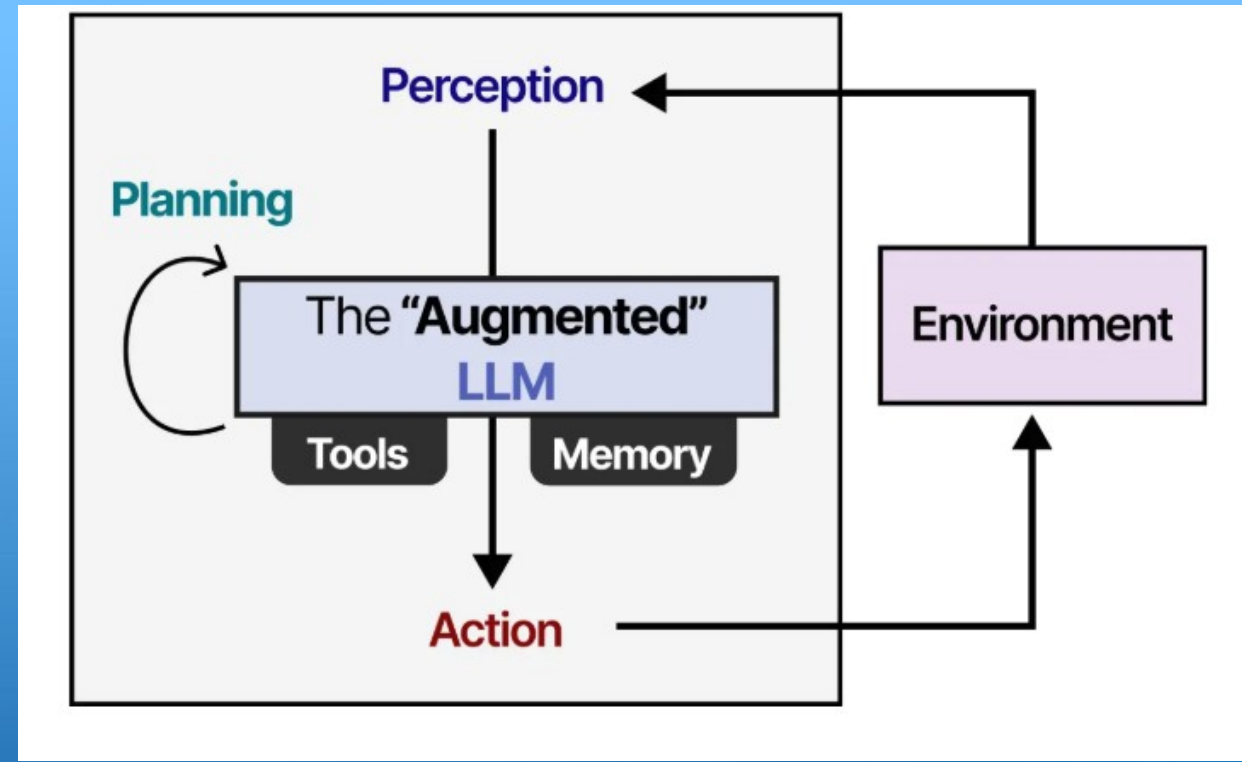 Perception
Planning
The “Augmented”
LLM
Environment
Tools
Memory
Action